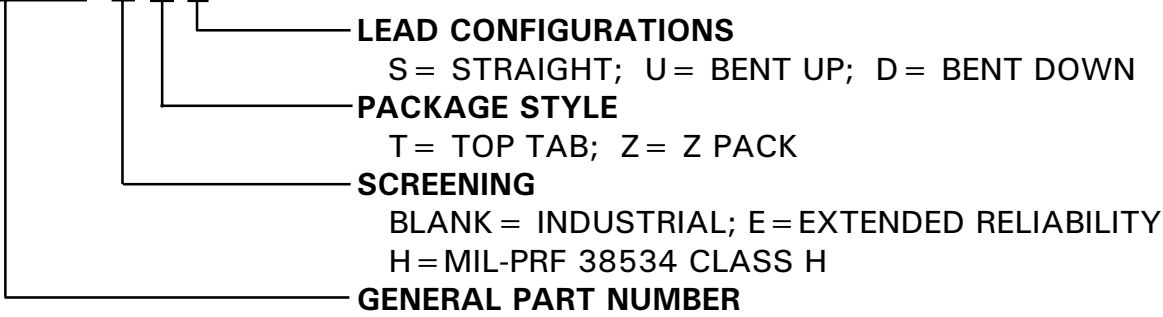 LEAD CONFIGURATIONS
S= STRAIGHT; U= BENT UP; D= BENT DOWN
PACKAGE STYLE
T= TOP TAB; Z= Z PACK
SCREENING
BLANK= INDUSTRIAL; E=EXTENDED RELIABILITY
H=MIL-PRF 38534 CLASS H
GENERAL PART NUMBER